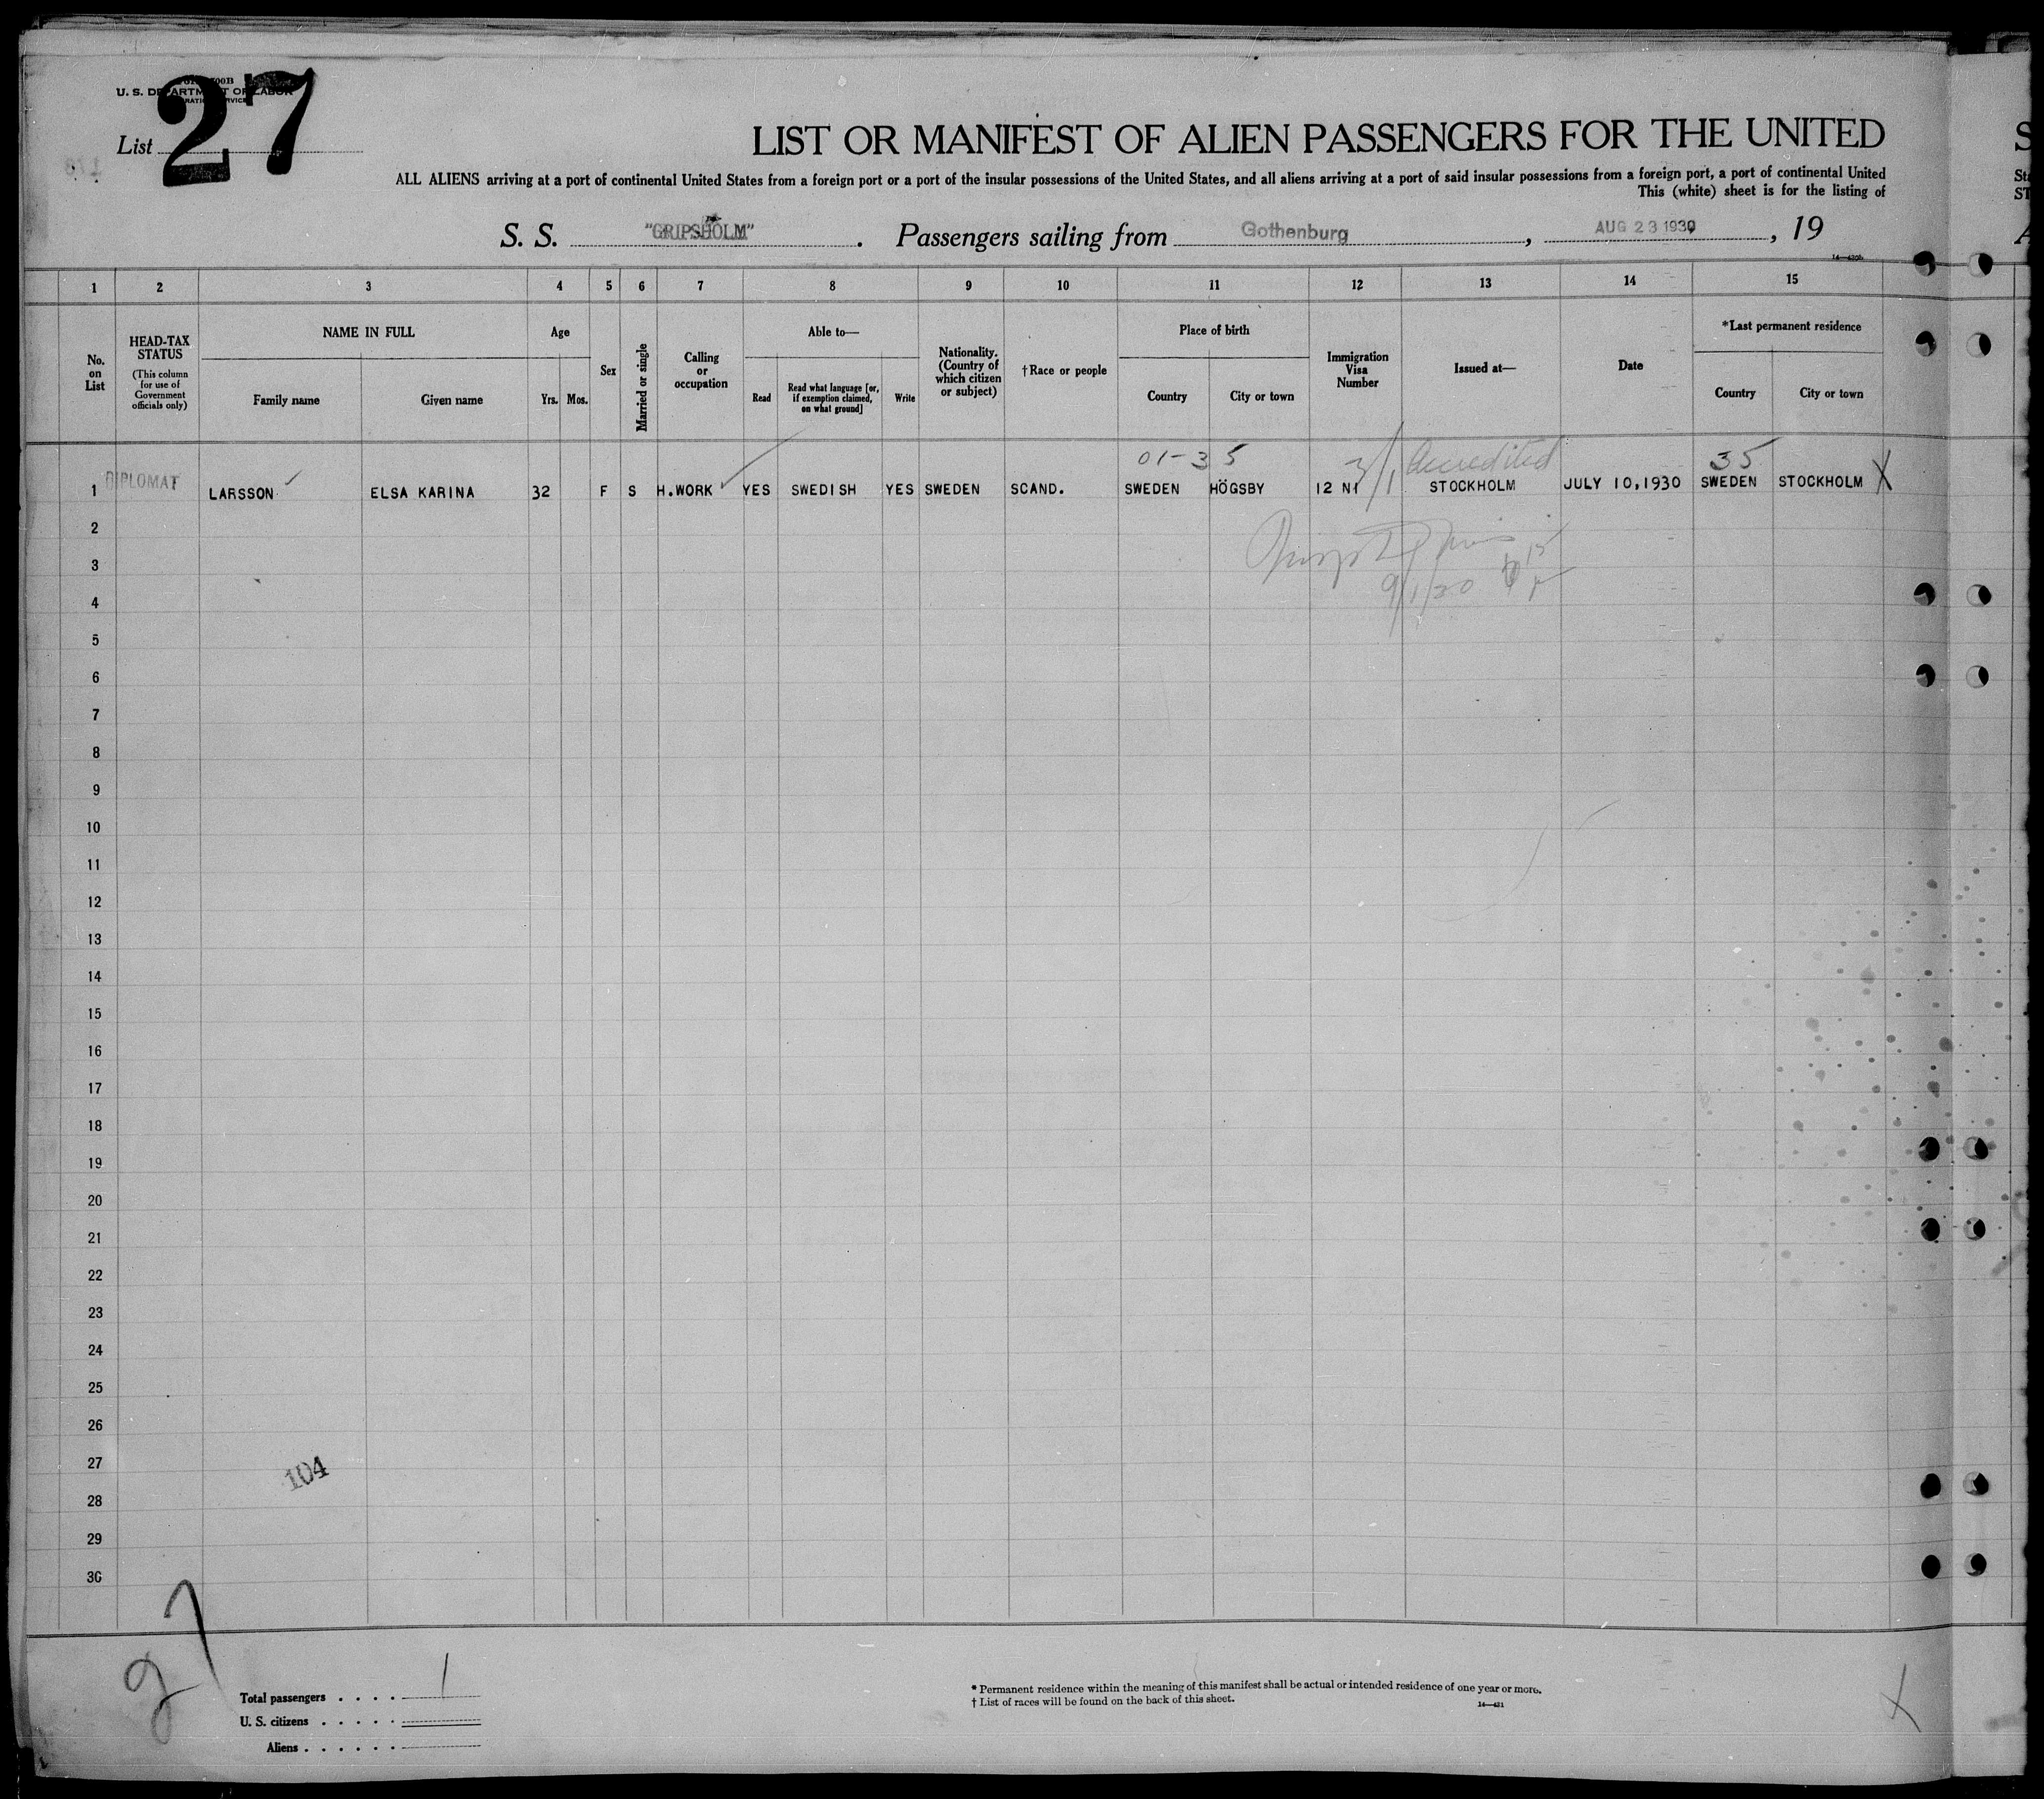 U. S. DEPARTMENT OF LABOR
List 27
LIST OR MANIFEST OF ALIEN PASSENGERS FOR THE UNITED
ALL ALIENS arriving at a port of continental United States from a foreign port or a port of the insular possessions of the United States, and all aliens arriving at a port of said insular possessions from a foreign port, a port of continental United
This (white) sheet is for the listing of
S. S. "GRIPSHOLM". Passengers sailing from Gothenburg, AUG 23 1930, 19
1 2 3 4 5 6 7 8 9 10 11 12 13 14 15
No. on List
HEAD-TAX STATUS
(This column for use of Government officials only)
NAME IN FULL
Family name Given name
Age
Yrs. Mos.
Sex
Married or single
Calling or occupation
Able to—
Read
Read what language [or, if exemption claimed, on what ground]
Write
Nationality. (Country of which citizen or subject)
†Race or people
Place of birth
Country City or town
Immigration Visa Number
Issued at—
Date
*Last permanent residence
Country City or town
01-35 3/1 Accredited 35
1 DIPLOMAT LARSSON ELSA KARINA 32 F S H.WORK YES SWEDISH YES SWEDEN SCAND. SWEDEN HÖGSBY 12 NI STOCKHOLM JULY 10,1930 SWEDEN STOCKHOLM X
2
3
9/1/30
4
5
6
7
8
9
10
11
12
13
14
15
16
17
18
19
20
21
22
23
24
25
26
27
104
28
29
30
Total passengers . . . . 1
U. S. citizens . . . . .
Aliens . . . . . .
* Permanent residence within the meaning of this manifest shall be actual or intended residence of one year or more.
† List of races will be found on the back of this sheet.
14—431
X